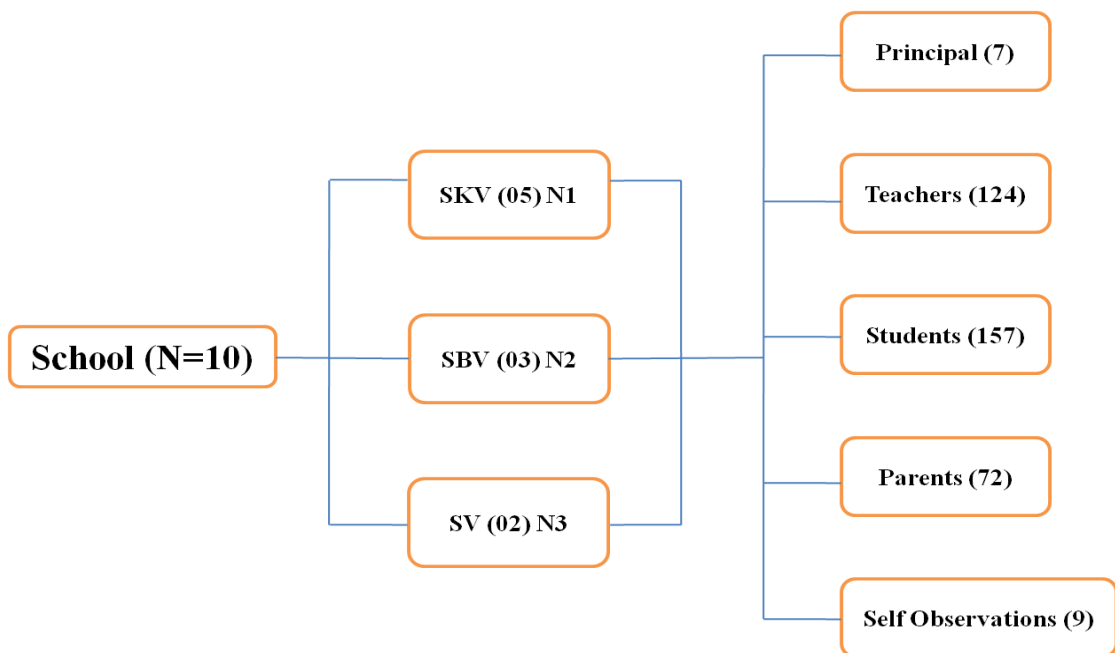 School (N=10)
SKV (05) N1
SBV (03) N2
SV (02) N3
Principal (7)
Teachers (124)
Students (157)
Parents (72)
Self Observations (9)